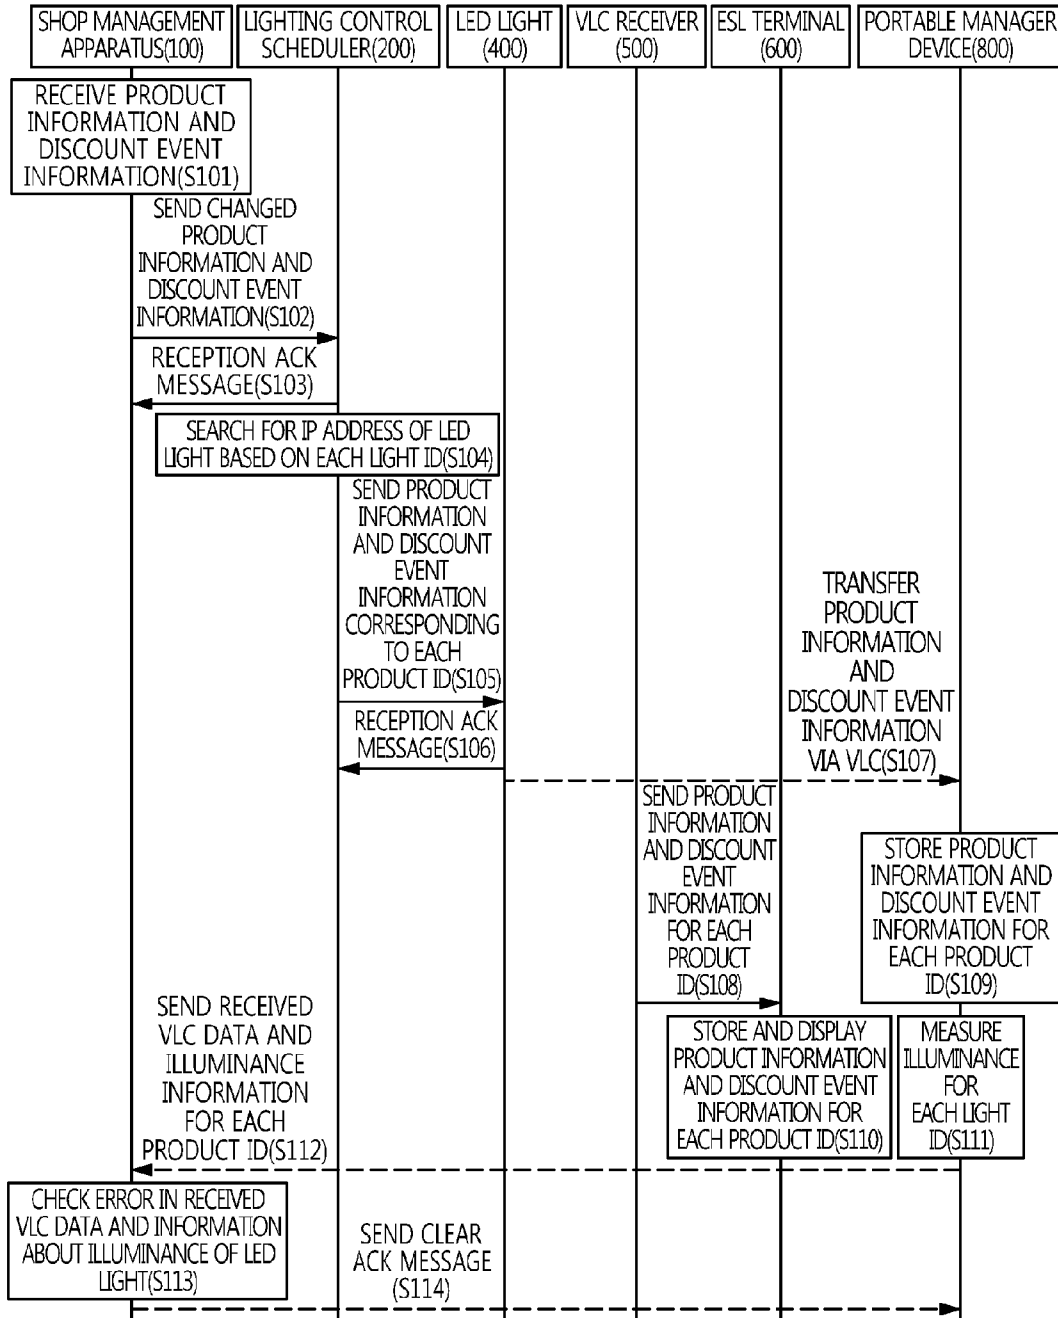 SHOP MANAGEMENT
APPARATUS(100)
LIGHTING CONTROL
SCHEDULER(200)
LED LIGHT
(400)
VLC RECEIVER
(500)
ESL TERMINAL
(600)
PORTABLE MANAGER
DEVICE(800)
RECEIVE PRODUCT
INFORMATION AND
DISCOUNT EVENT
INFORMATION(S101)
SEND CHANGED
PRODUCT
INFORMATION AND
DISCOUNT EVENT
INFORMATION(S102)
RECEPTION ACK
MESSAGE(S103)
SEARCH FOR IP ADDRESS OF LED
LIGHT BASED ON EACH LIGHT ID(S104)
SEND PRODUCT
INFORMATION
AND DISCOUNT
EVENT
INFORMATION
CORRESPONDING
TO EACH
PRODUCT ID(S105)
RECEPTION ACK
MESSAGE(S106)
TRANSFER
PRODUCT
INFORMATION
AND
DISCOUNT EVENT
INFORMATION
VIA VLC(S107)
SEND PRODUCT
INFORMATION
AND DISCOUNT
EVENT
INFORMATION
FOR EACH
PRODUCT
ID(S108)
STORE PRODUCT
INFORMATION AND
DISCOUNT EVENT
INFORMATION FOR
EACH PRODUCT
ID(S109)
STORE AND DISPLAY
PRODUCT INFORMATION
AND DISCOUNT EVENT
INFORMATION FOR
EACH PRODUCT ID(S110)
MEASURE
ILLUMINANCE
FOR
EACH LIGHT
ID(S111)
SEND RECEIVED
VLC DATA AND
ILLUMINANCE
INFORMATION
FOR EACH
PRODUCT ID(S112)
CHECK ERROR IN RECEIVED
VLC DATA AND INFORMATION
ABOUT ILLUMINANCE OF LED
LIGHT(S113)
SEND CLEAR
ACK MESSAGE
(S114)